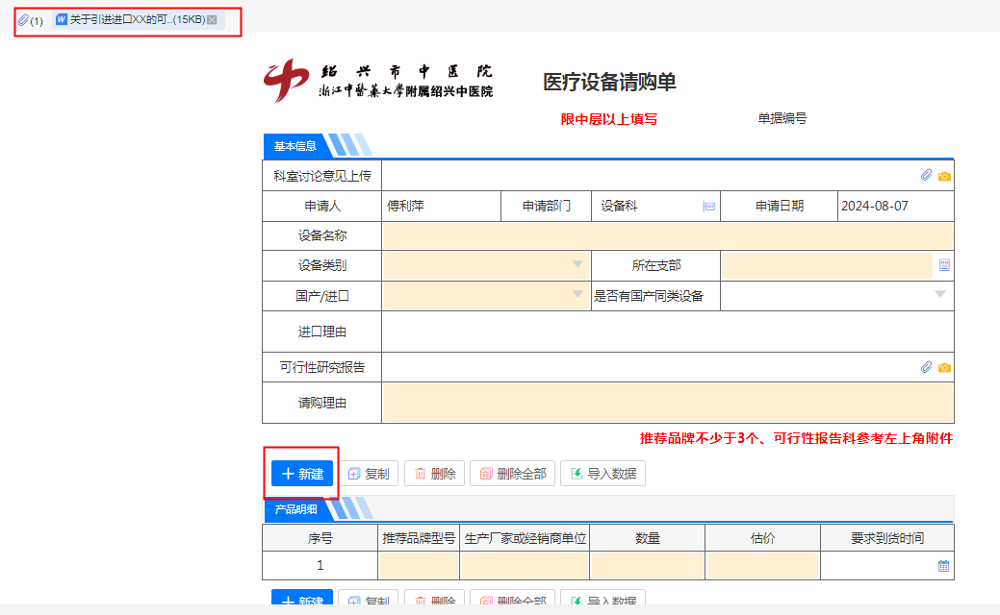 (1) 关于引进进口XX的可..(15KB)
绍兴市中医院
浙江中醫藥大學附属绍兴中医院
医疗设备请购单
限中层以上填写 单据编号
基本信息
科室讨论意见上传
申请人 傅利萍 申请部门 设备科 申请日期 2024-08-07
设备名称
设备类别 所在支部
国产/进口 是否有国产同类设备
进口理由
可行性研究报告
请购理由
推荐品牌不少于3个、可行性报告科参考左上角附件
新建 复制 删除 删除全部 导入数据
产品明细
序号 推荐品牌型号 生产厂家或经销商单位 数量 估价 要求到货时间
1
新建 复制 删除 删除全部 导入数据